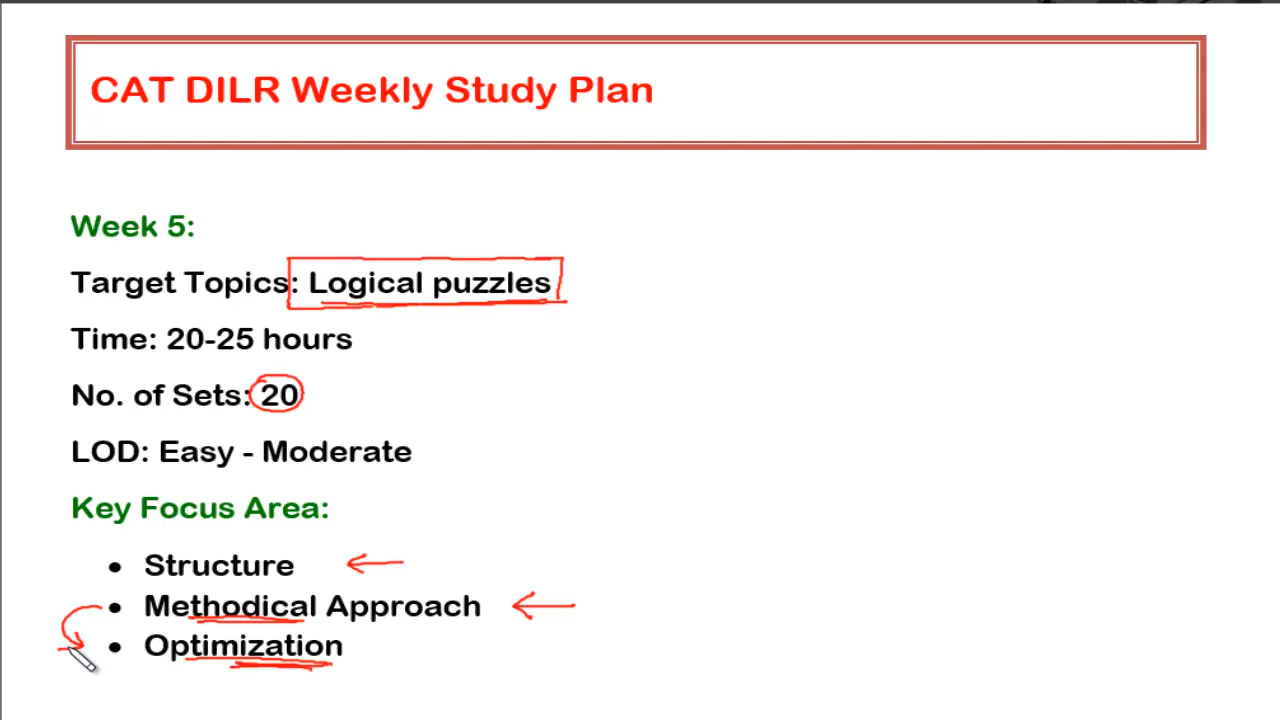 CAT DILR Weekly Study Plan
Week 5:
Target Topics: Logical puzzles
Time: 20-25 hours
No. of Sets: 20
LOD: Easy - Moderate
Key Focus Area:
• Structure
• Methodical Approach
• Optimization